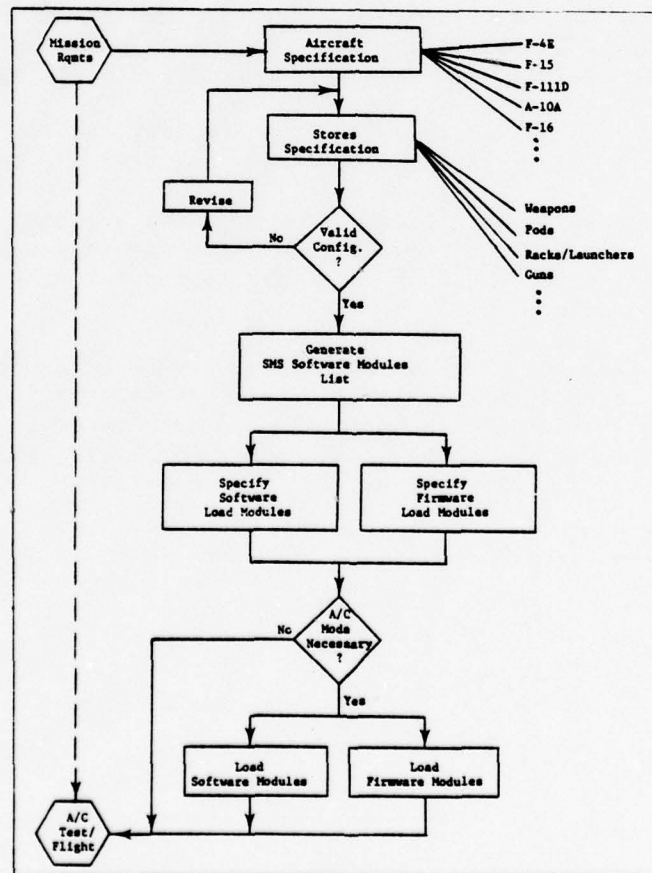 Mission
Rqmts
Aircraft
Specification
F-4E
F-15
F-111D
A-10A
F-16
Stores
Specification
Revise
No
Valid
Config.
?
Yes
Weapons
Pods
Racks/Launchers
Guns
Generate
SMS Software Modules
List
Specify
Software
Load Modules
Specify
Firmware
Load Modules
No
A/C
Mods
Necessary
?
Yes
Load
Software Modules
Load
Firmware Modules
A/C
Test/
Flight